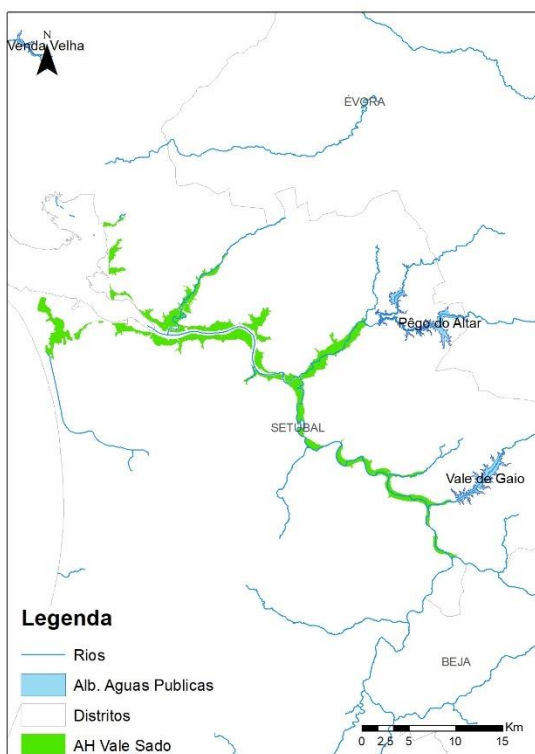 N
Venda Velha
ÉVORA
Pêgo do Altar
SETUBAL
Vale de Gaio
Legenda
Rios
Alb. Aguas Publicas
Distritos
AH Vale Sado
BEJA
Km
0 2.5 5 10 15